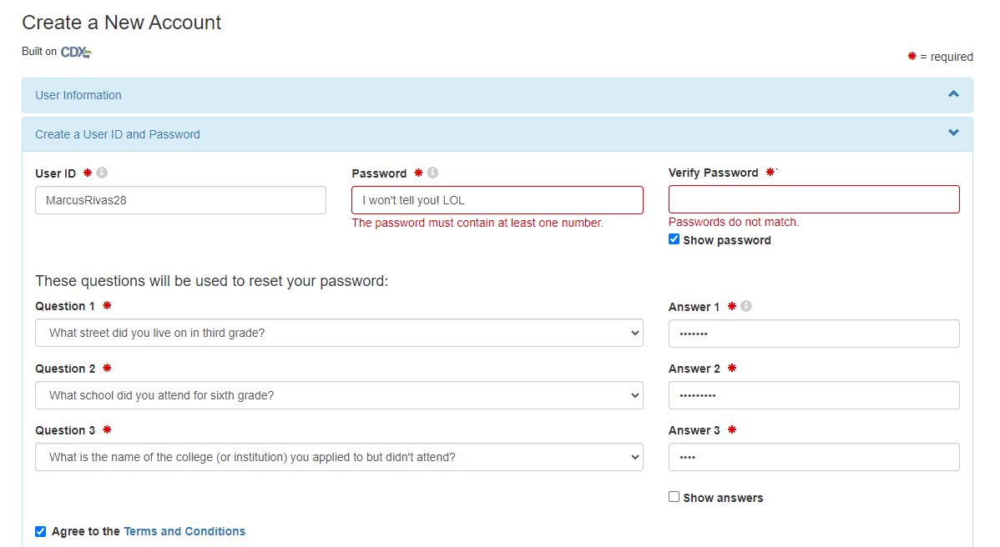 Create a New Account
Built on CDX
* = required
User Information
Create a User ID and Password
User ID *
Password *
Verify Password *`
MarcusRivas28
I won't tell you! LOL
The password must contain at least one number.
Passwords do not match.
Show password
These questions will be used to reset your password:
Question 1 *
Answer 1 *
What street did you live on in third grade?
•••••••
Question 2 *
Answer 2 *
What school did you attend for sixth grade?
•••••••••
Question 3 *
Answer 3 *
What is the name of the college (or institution) you applied to but didn't attend?
••••
Show answers
Agree to the Terms and Conditions